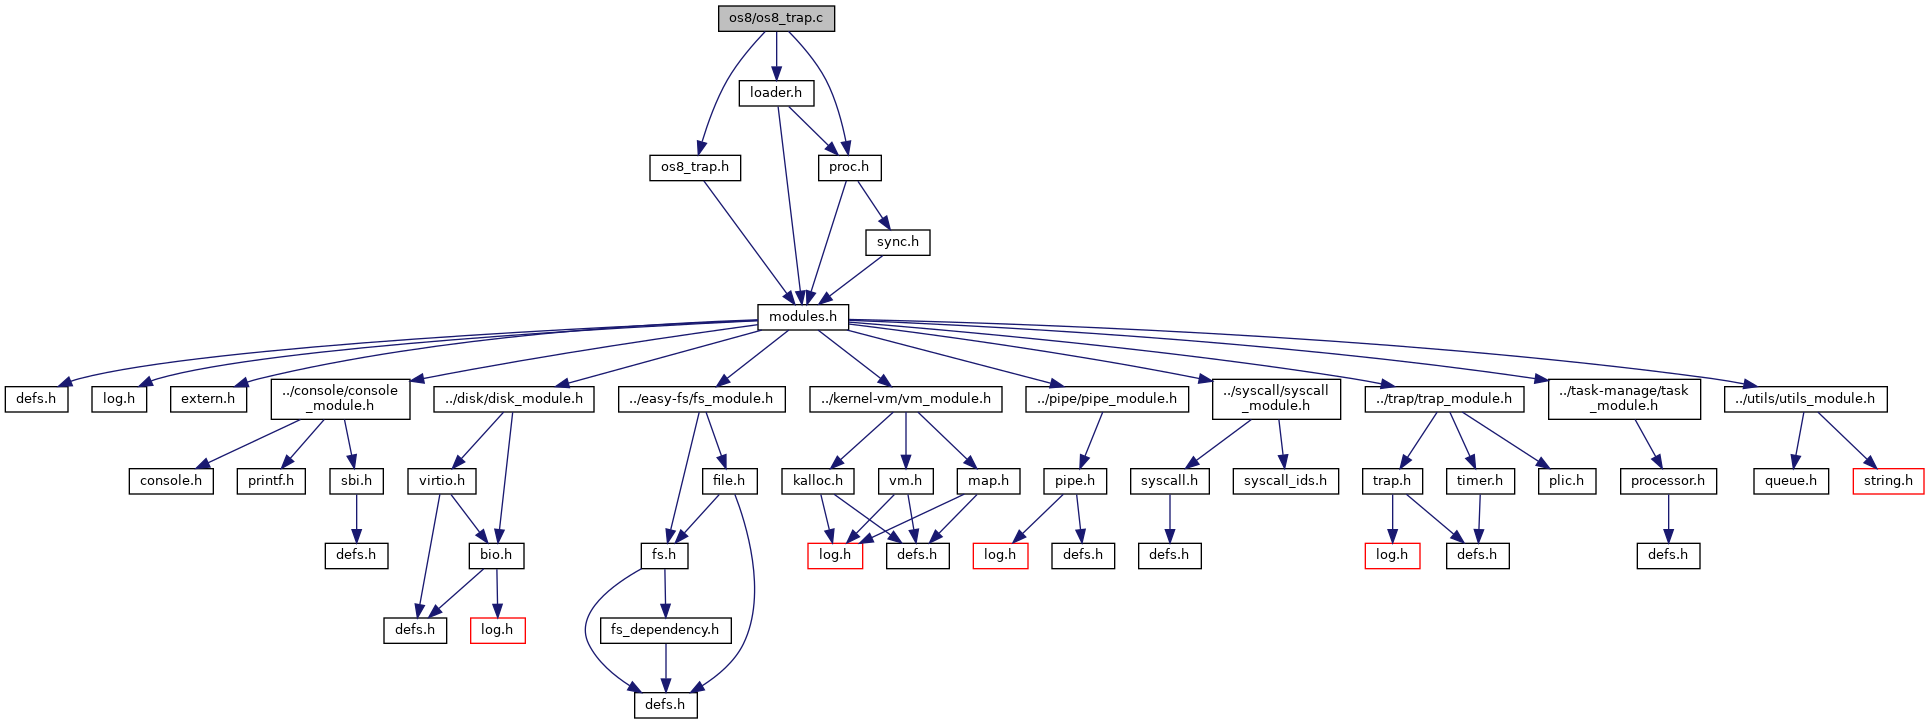 os8/os8_trap.c
loader.h
os8_trap.h
proc.h
sync.h
modules.h
defs.h
log.h
extern.h
../console/console
_module.h
../disk/disk_module.h
../easy-fs/fs_module.h
../kernel-vm/vm_module.h
../pipe/pipe_module.h
../syscall/syscall
_module.h
../trap/trap_module.h
../task-manage/task
_module.h
../utils/utils_module.h
console.h
printf.h
sbi.h
virtio.h
file.h
kalloc.h
vm.h
map.h
pipe.h
syscall.h
syscall_ids.h
trap.h
timer.h
plic.h
processor.h
queue.h
string.h
defs.h
bio.h
fs.h
log.h
defs.h
log.h
defs.h
defs.h
log.h
defs.h
defs.h
defs.h
log.h
fs_dependency.h
defs.h